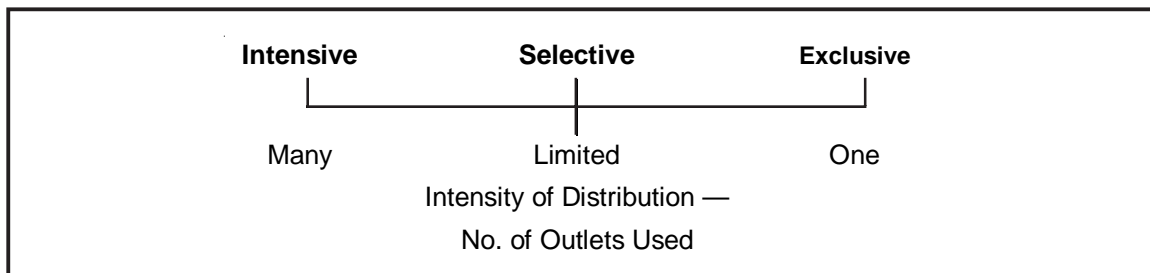 Intensive Selective Exclusive
Many Limited One
Intensity of Distribution —
No. of Outlets Used